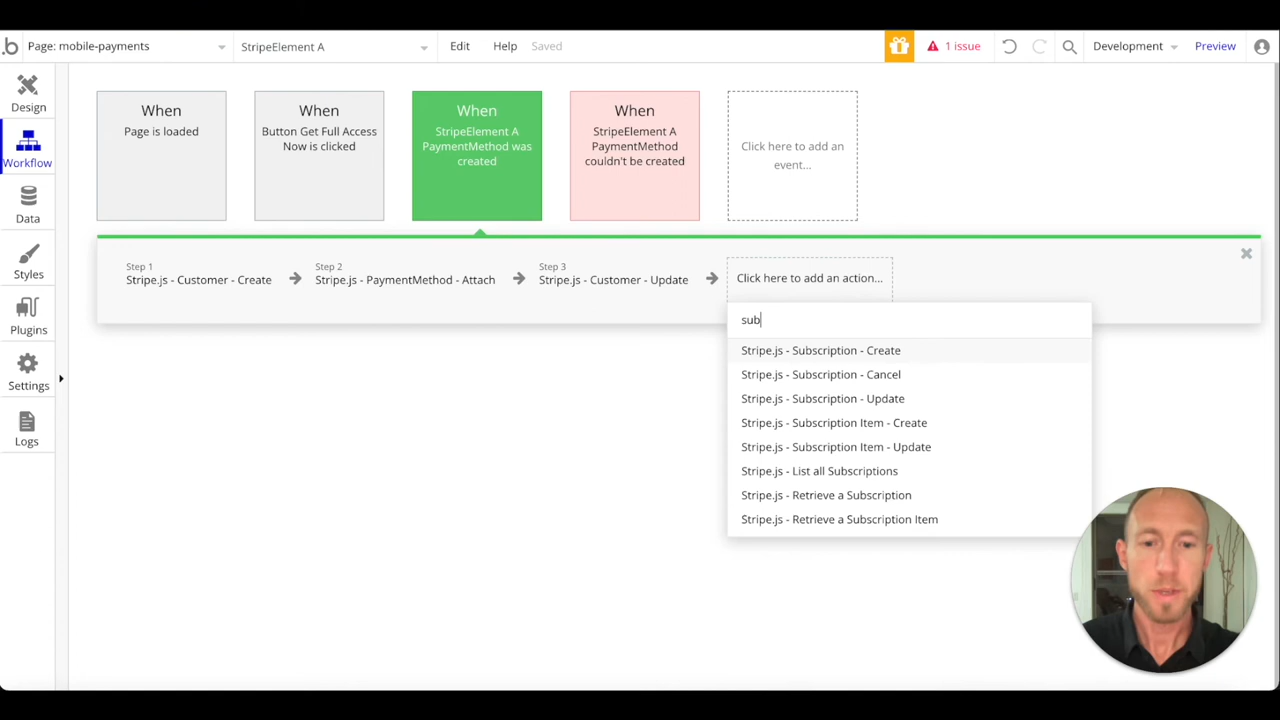 .b
Page: mobile-payments
StripeElement A
Edit
Help
Saved
1 issue
Development
Preview
Design
Workflow
Data
Styles
Plugins
Settings
Logs
When
Page is loaded
When
Button Get Full Access
Now is clicked
When
StripeElement A
PaymentMethod was
created
When
StripeElement A
PaymentMethod
couldn't be created
Click here to add an
event...
Step 1
Stripe.js - Customer - Create
Step 2
Stripe.js - PaymentMethod - Attach
Step 3
Stripe.js - Customer - Update
Click here to add an action...
sub
Stripe.js - Subscription - Create
Stripe.js - Subscription - Cancel
Stripe.js - Subscription - Update
Stripe.js - Subscription Item - Create
Stripe.js - Subscription Item - Update
Stripe.js - List all Subscriptions
Stripe.js - Retrieve a Subscription
Stripe.js - Retrieve a Subscription Item